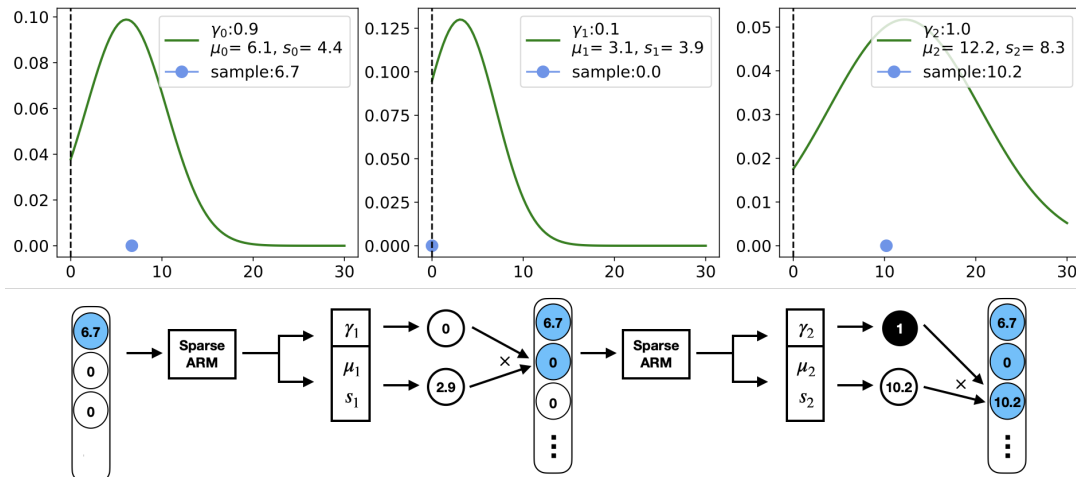 0.10
0.08
0.06
0.04
0.02
0.00
0
10
20
30
γ₀:0.9
μ₀= 6.1, s₀= 4.4
sample:6.7
0.125
0.100
0.075
0.050
0.025
0.000
0
10
20
30
γ₁:0.1
μ₁= 3.1, s₁= 3.9
sample:0.0
0.05
0.04
0.03
0.02
0.01
0.00
0
10
20
30
γ₂:1.0
μ₂= 12.2, s₂= 8.3
sample:10.2
6.7
0
0
Sparse
ARM
γ₁
μ₁
s₁
0
2.9
×
6.7
0
0
⋮
Sparse
ARM
γ₂
μ₂
s₂
1
10.2
×
6.7
0
10.2
⋮